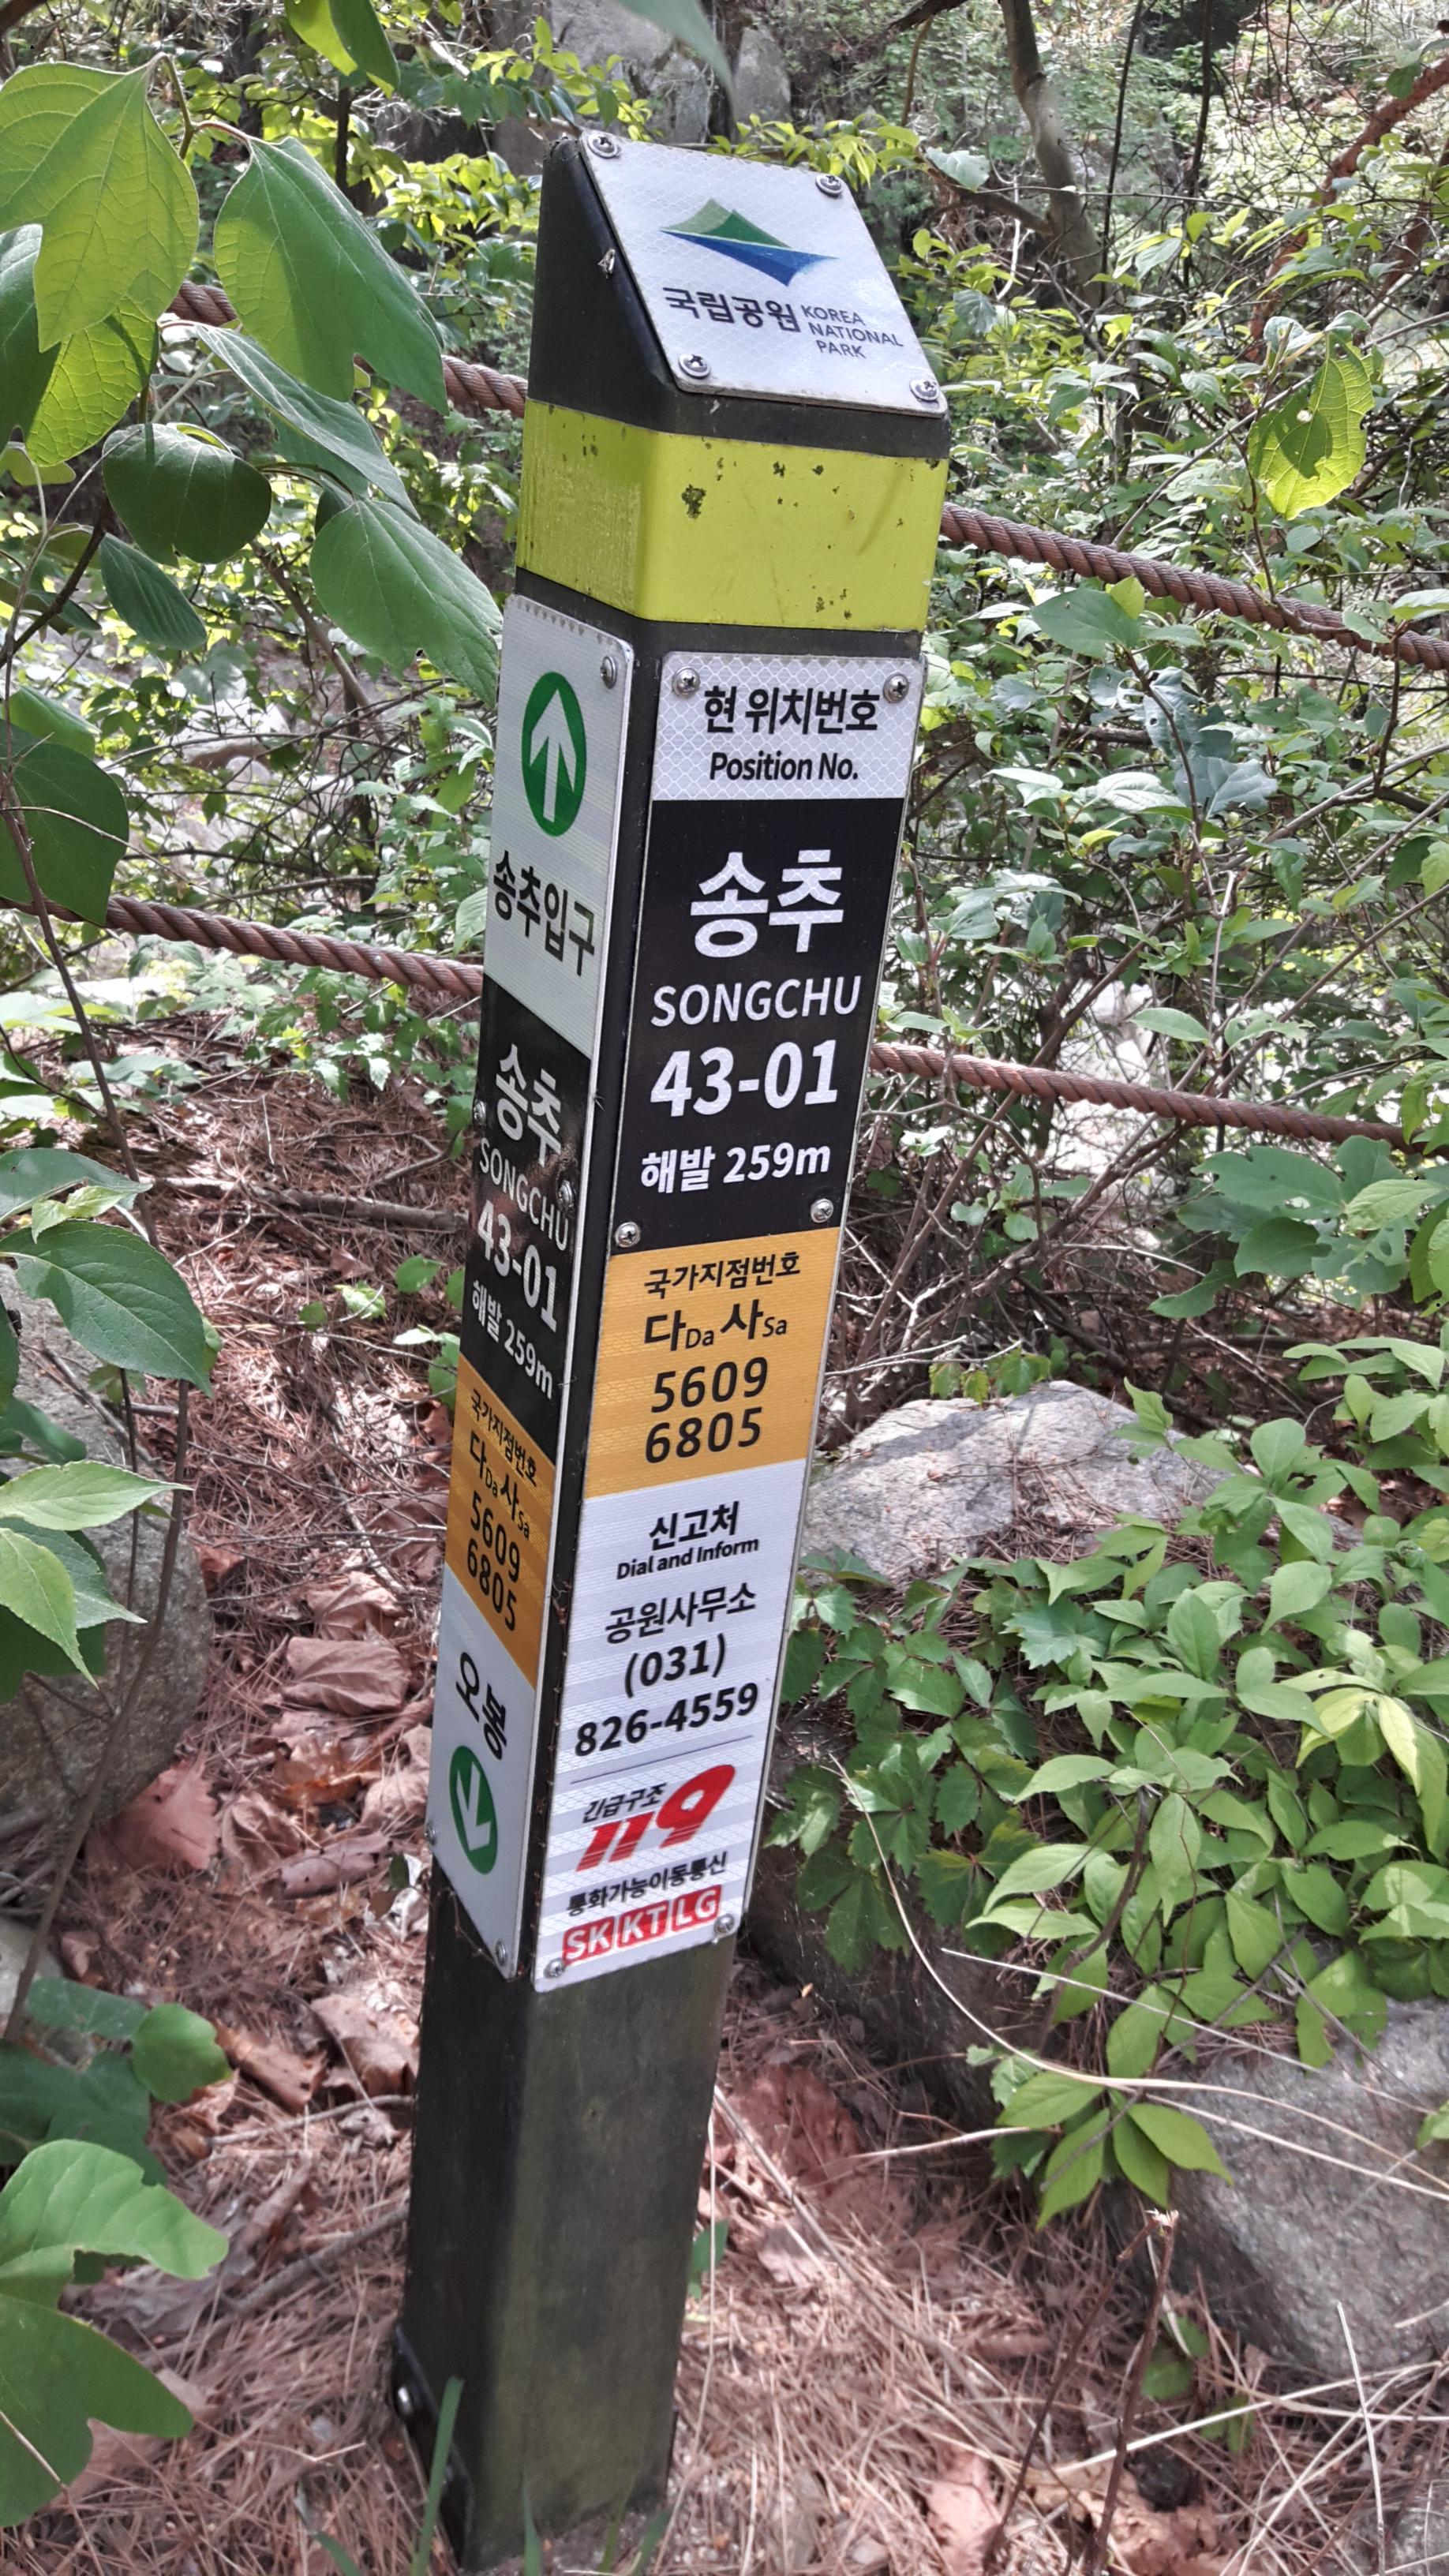 국립공원 KOREA
NATIONAL
PARK
현 위치번호
Position No.
송추
SONGCHU
43-01
해발 259m
국가지점번호
다Da 사Sa
5609
6805
신고처
Dial and Inform
공원사무소
(031)
826-4559
긴급구조
119
통화가능이동통신
SK KT LG
송추입구
송추
SONGCHU
43-01
해발 259m
국가지점번호
다Da 사Sa
5609
6805
오봉